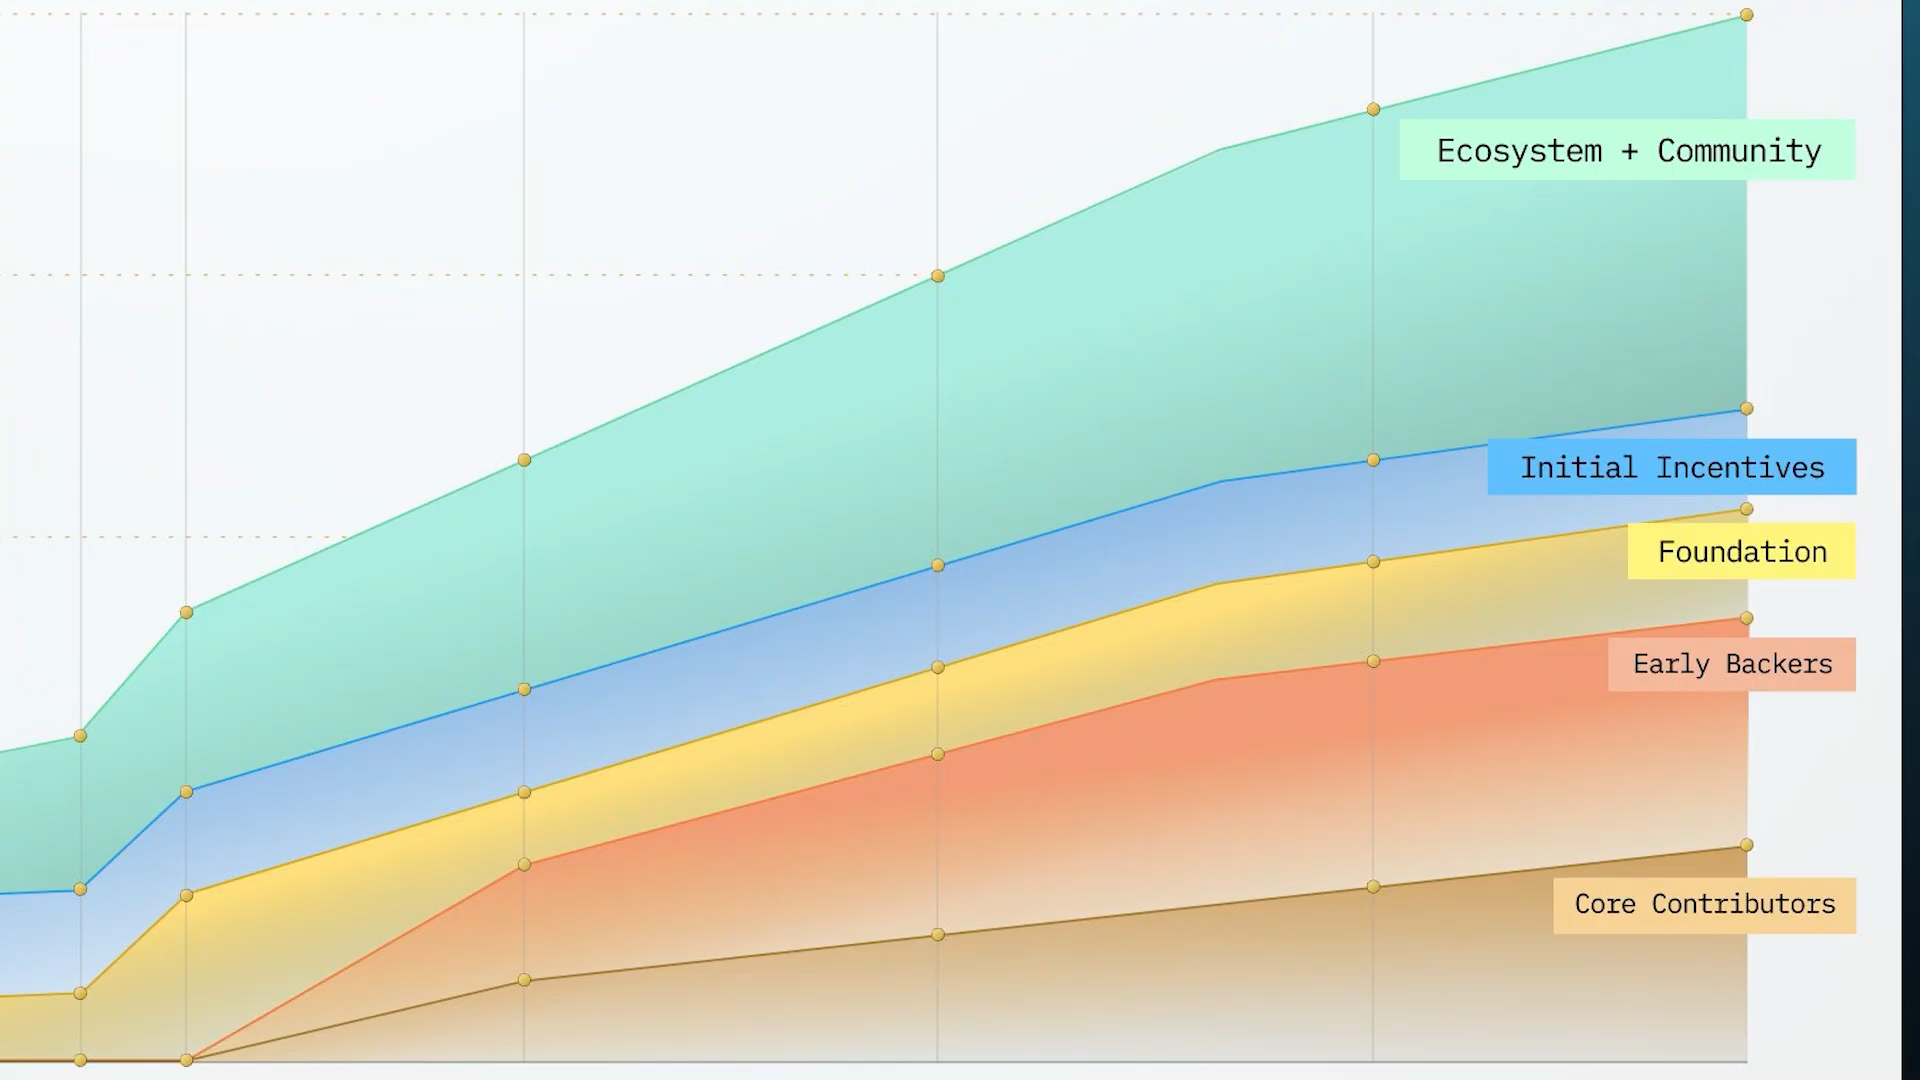 Ecosystem + Community
Initial Incentives
Foundation
Early Backers
Core Contributors